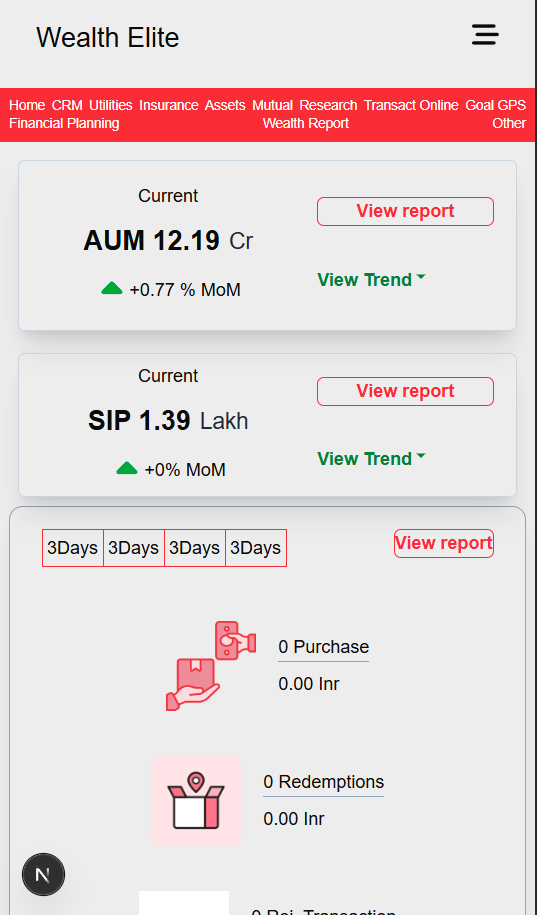 Wealth Elite
Home CRM Utilities Insurance Assets Mutual Research Transact Online Goal GPS
Financial Planning Wealth Report Other
Current
AUM 12.19 Cr
+0.77 % MoM
View report
View Trend
Current
SIP 1.39 Lakh
+0% MoM
View report
View Trend
3Days 3Days 3Days 3Days
View report
0 Purchase
0.00 Inr
0 Redemptions
0.00 Inr
N
0 Rej. Transaction